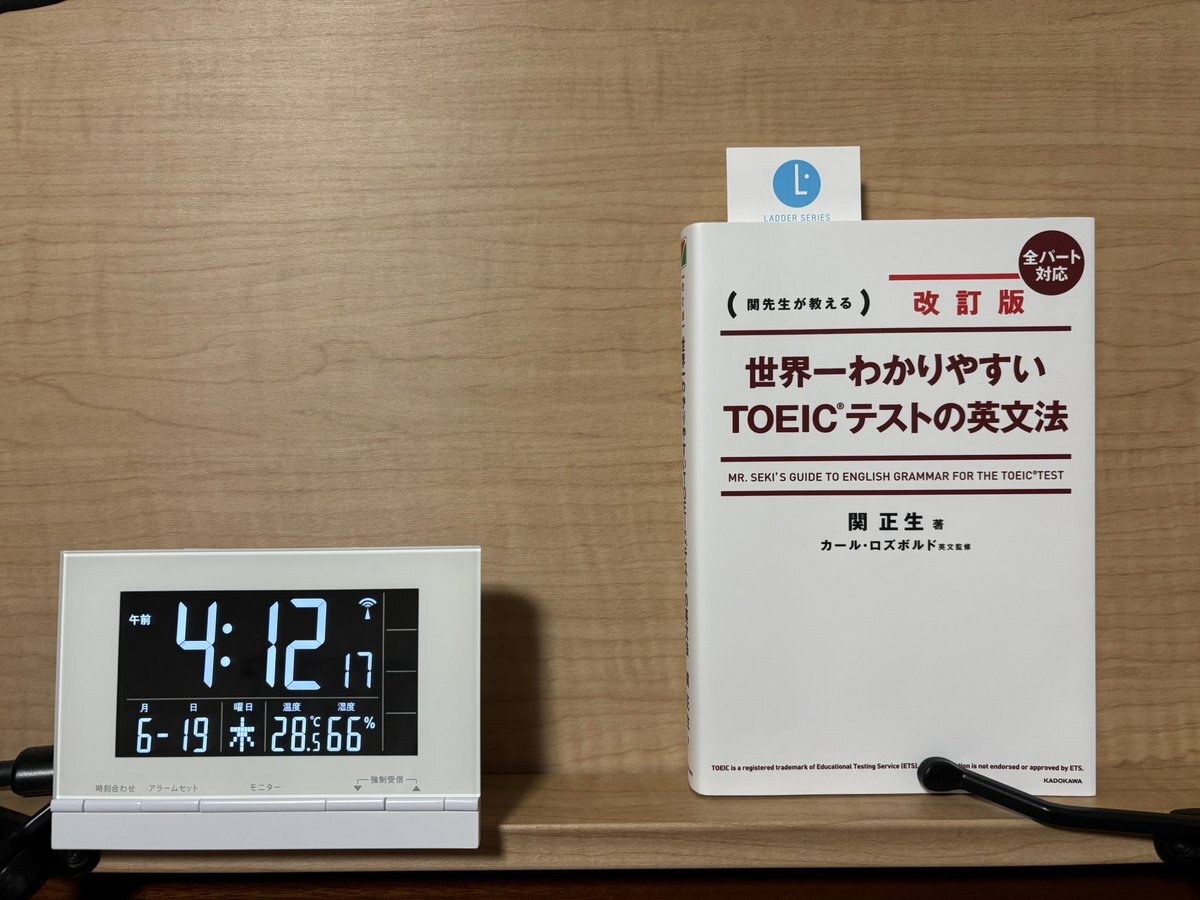 午前
4:12 17
月 日 曜日 温度 湿度
6-19 木 28.5℃ 66%
強制受信
時刻合わせ アラームセット モニター
L
LADDER SERIES
全パート
対応
(関先生が教える)
改訂版
世界一わかりやすい
TOEIC®テストの英文法
MR. SEKI'S GUIDE TO ENGLISH GRAMMAR FOR THE TOEIC®TEST
関 正生 著
カール・ロズボルド 英文監修
TOEIC is a registered trademark of Educational Testing Service (ETS). is not endorsed or approved by ETS.
KADOKAWA